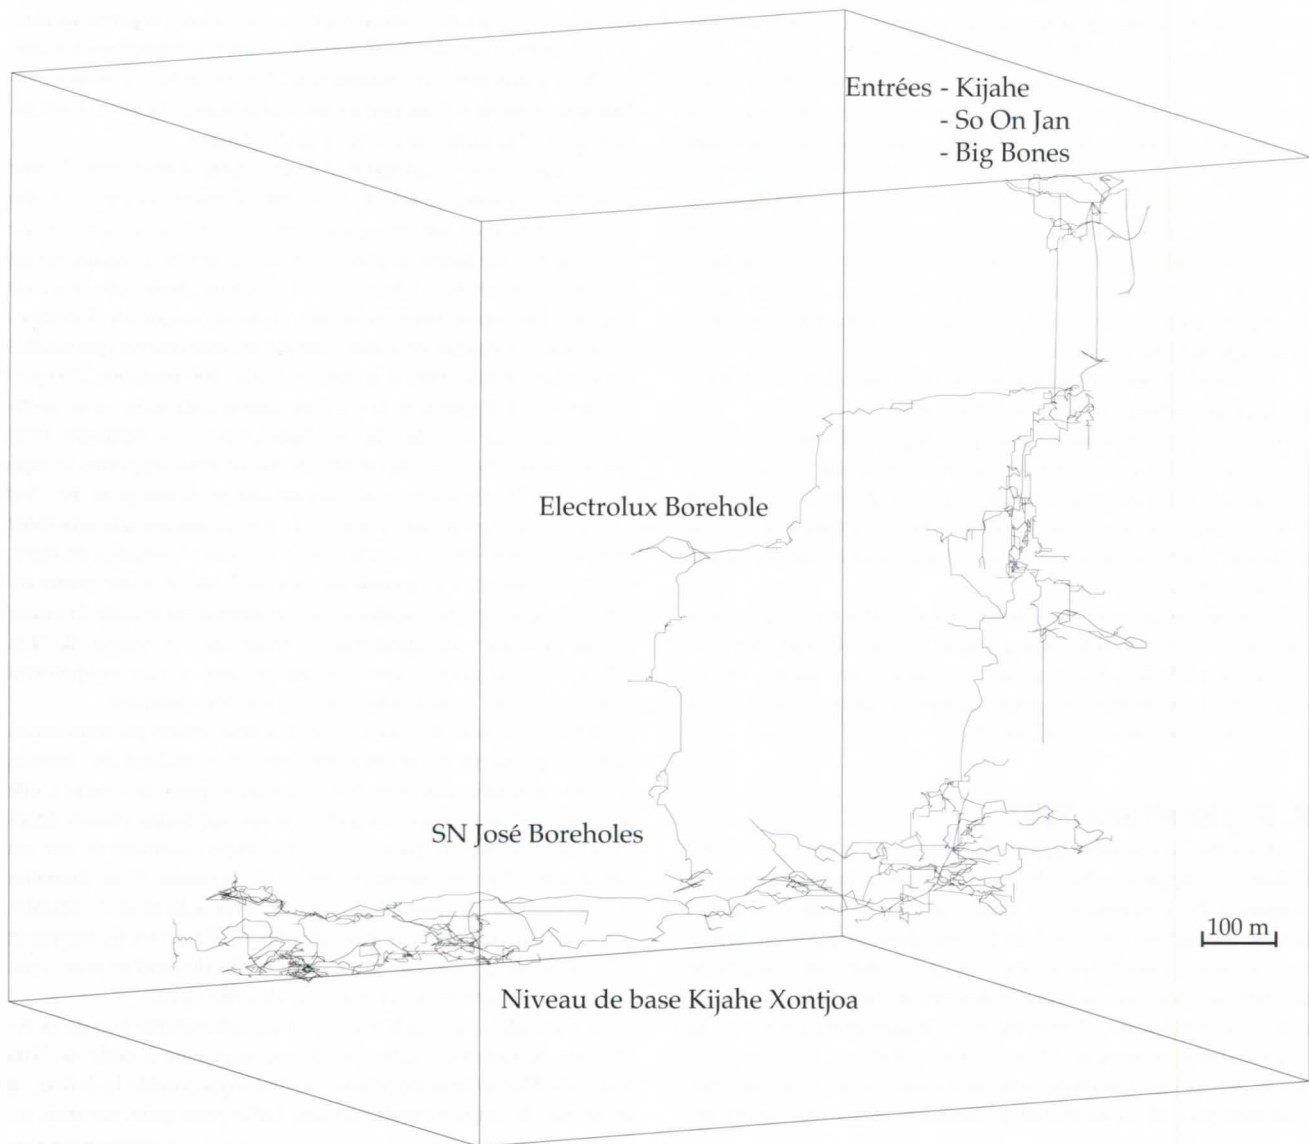 Entrées - Kijahe
- So On Jan
- Big Bones
Electrolux Borehole
SN José Boreholes
100 m
Niveau de base Kijahe Xontjoa